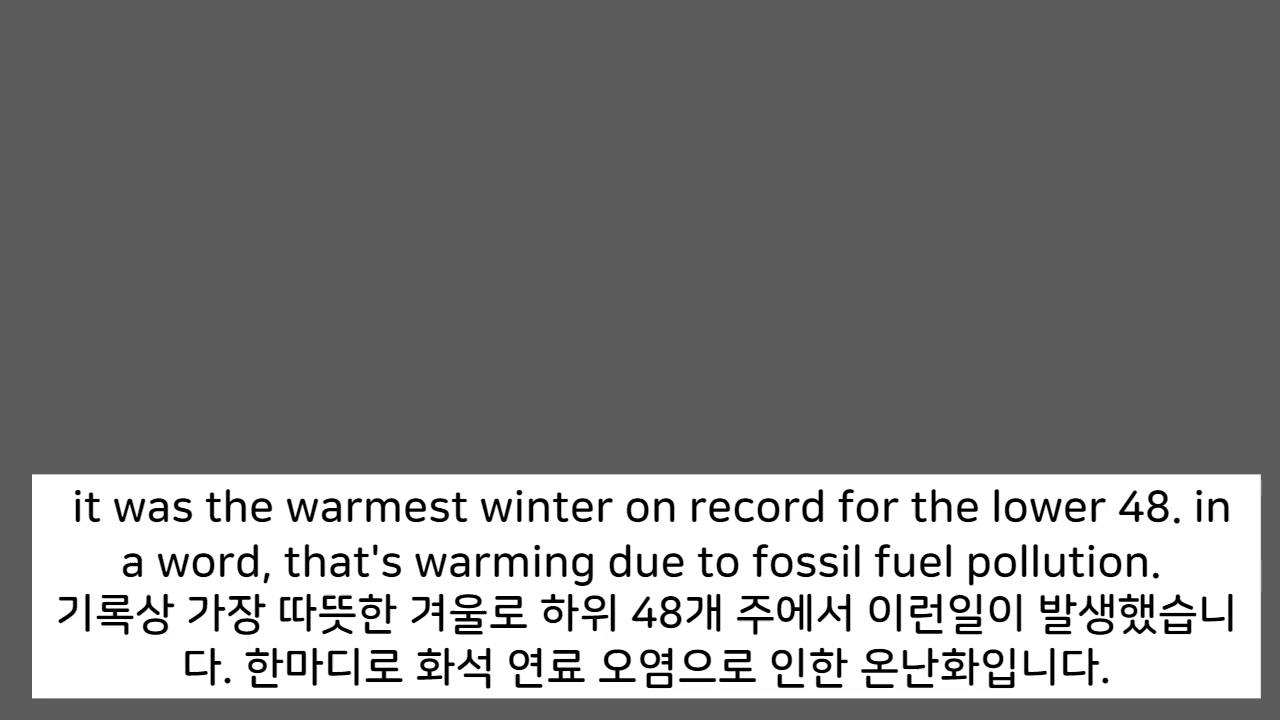 it was the warmest winter on record for the lower 48. in
a word, that's warming due to fossil fuel pollution.
기록상 가장 따뜻한 겨울로 하위 48개 주에서 이런일이 발생했습니
다. 한마디로 화석 연료 오염으로 인한 온난화입니다.